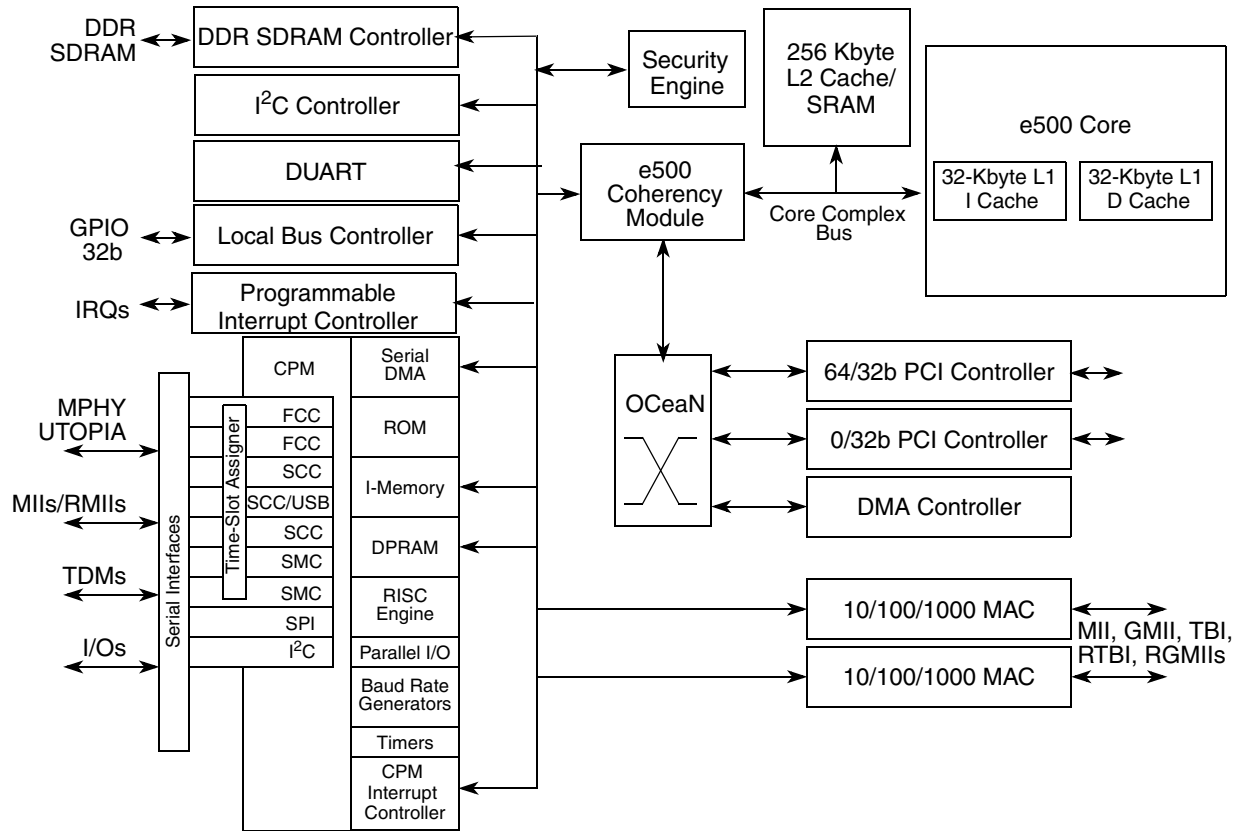 DDR
SDRAM
DDR SDRAM Controller
I²C Controller
DUART
GPIO
32b
Local Bus Controller
IRQs
Programmable
Interrupt Controller
Security
Engine
256 Kbyte
L2 Cache/
SRAM
e500 Core
32-Kbyte L1
I Cache
32-Kbyte L1
D Cache
e500
Coherency
Module
Core Complex
Bus
CPM
Serial
DMA
ROM
I-Memory
DPRAM
RISC
Engine
Parallel I/O
Baud Rate
Generators
Timers
CPM
Interrupt
Controller
MPHY
UTOPIA
MIIs/RMIIs
TDMs
I/Os
Serial Interfaces
Time-Slot Assigner
FCC
FCC
SCC
SCC/USB
SCC
SMC
SMC
SPI
I²C
OCeaN
64/32b PCI Controller
0/32b PCI Controller
DMA Controller
10/100/1000 MAC
10/100/1000 MAC
MII, GMII, TBI,
RTBI, RGMIIs